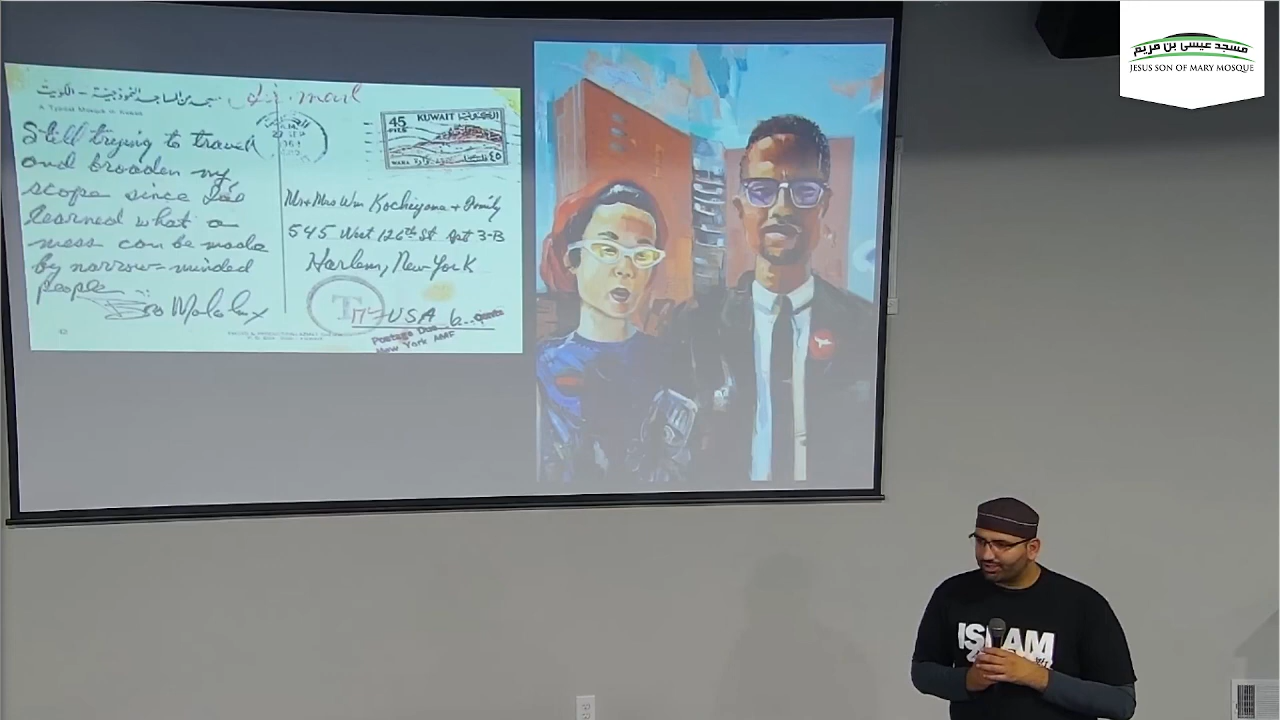 مسجد عيسى بن مريم
JESUS SON OF MARY MOSQUE
Air mail
Still trying to travel
and broaden my
scope since I've
learned what a
mess can be made
by narrow-minded
people
Bro Malcolm X
45
KUWAIT
٤٥
Mr + Mrs Wm Kochiyama + Family
545 West 126th St. Apt 3-B
Harlem, New York
T
USA
Postage Due
New York AMF
ISLAM